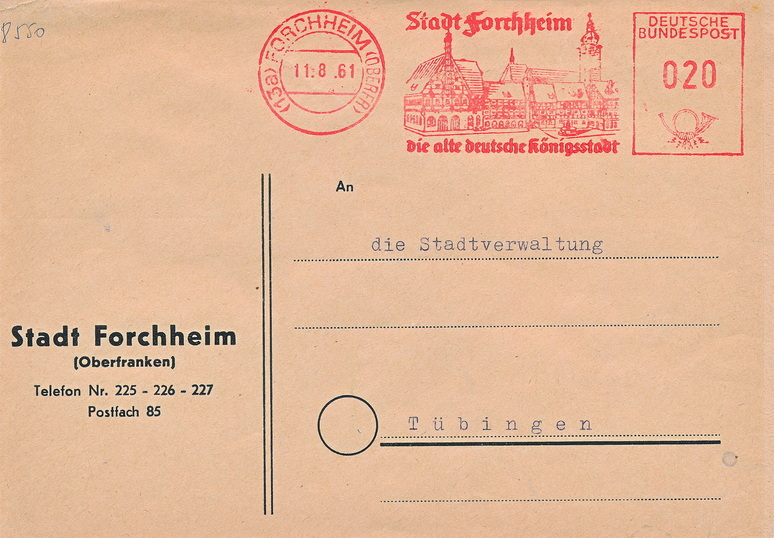 8550
(13a) FORCHHEIM (OBERFR)
11.8.61
Stadt Forchheim
die alte deutsche Königsstadt
DEUTSCHE
BUNDESPOST
020
An
die Stadtverwaltung
Stadt Forchheim
(Oberfranken)
Telefon Nr. 225 - 226 - 227
Postfach 85
Tübingen